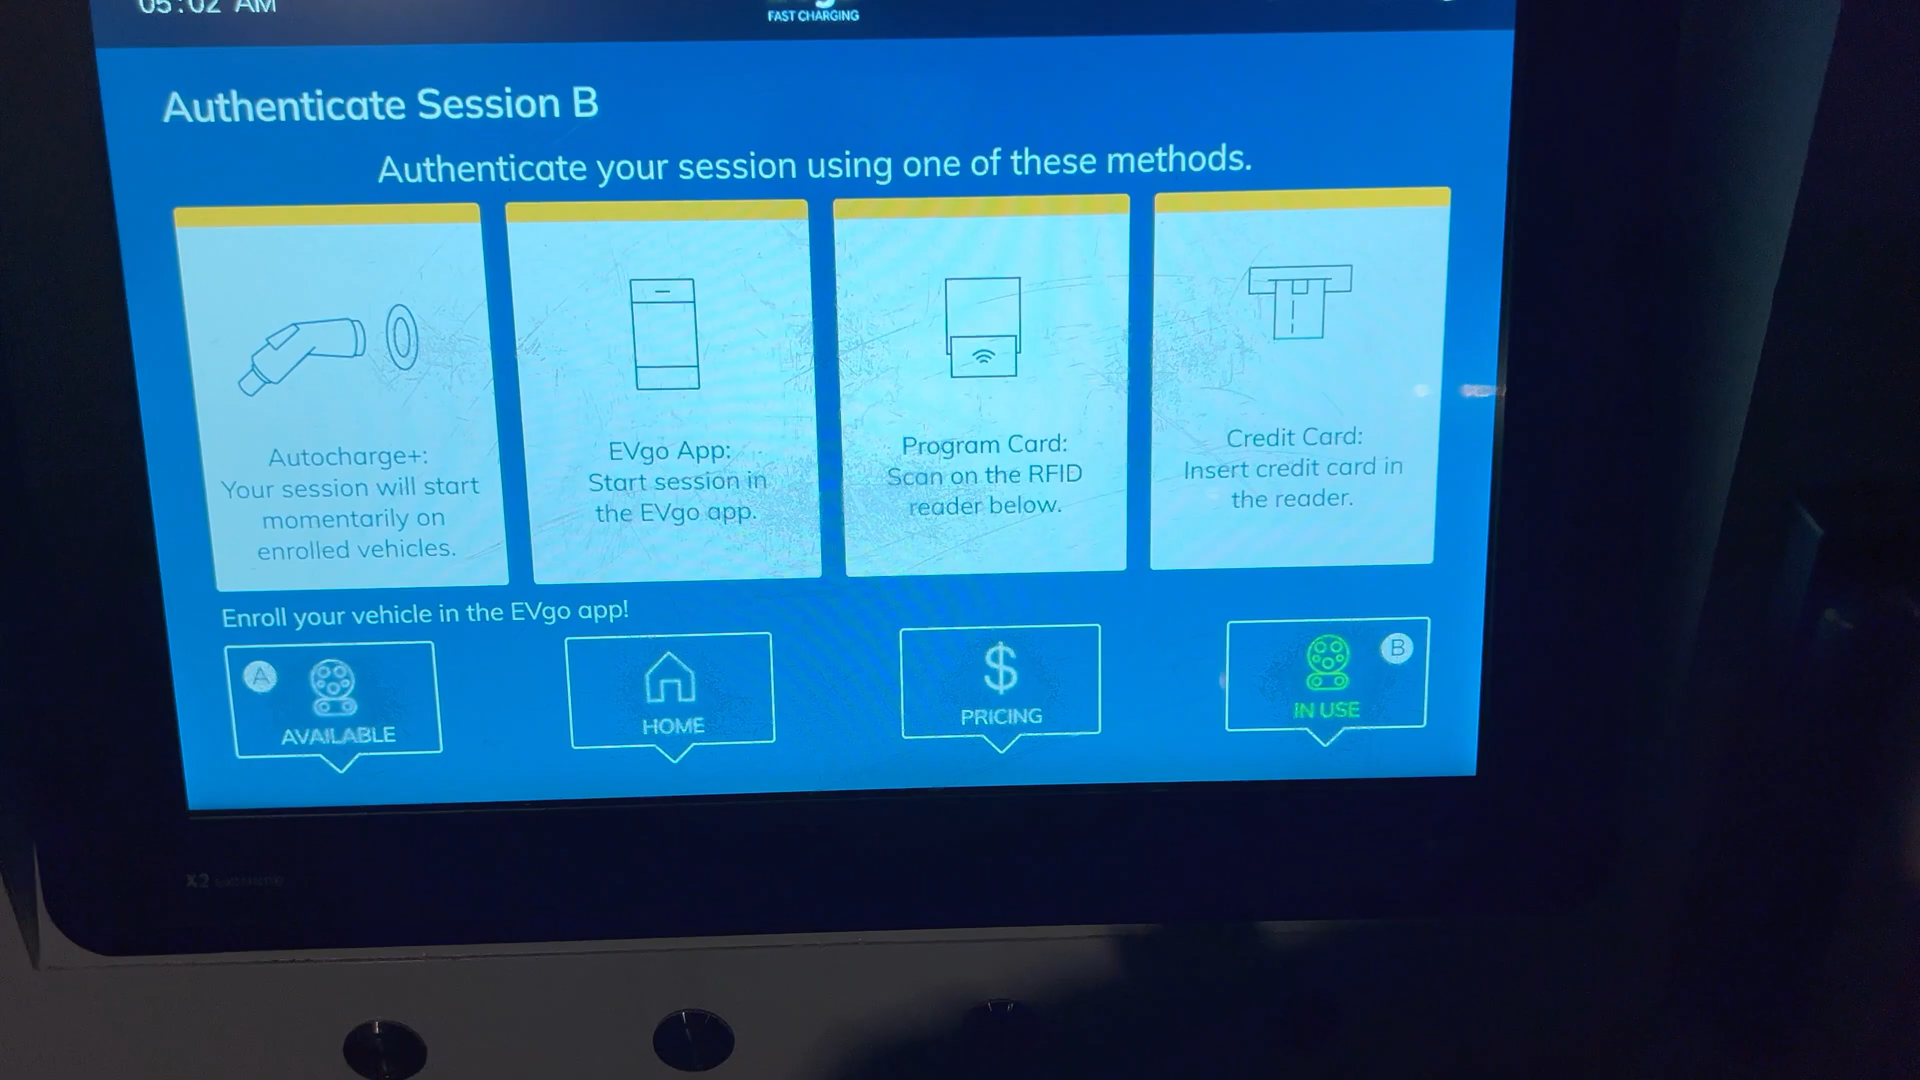 05:02 AM
FAST CHARGING
Authenticate Session B
Authenticate your session using one of these methods.
Autocharge+:
Your session will start
momentarily on
enrolled vehicles.
EVgo App:
Start session in
the EVgo app.
Program Card:
Scan on the RFID
reader below.
Credit Card:
Insert credit card in
the reader.
Enroll your vehicle in the EVgo app!
A
AVAILABLE
HOME
$
PRICING
B
IN USE
X2